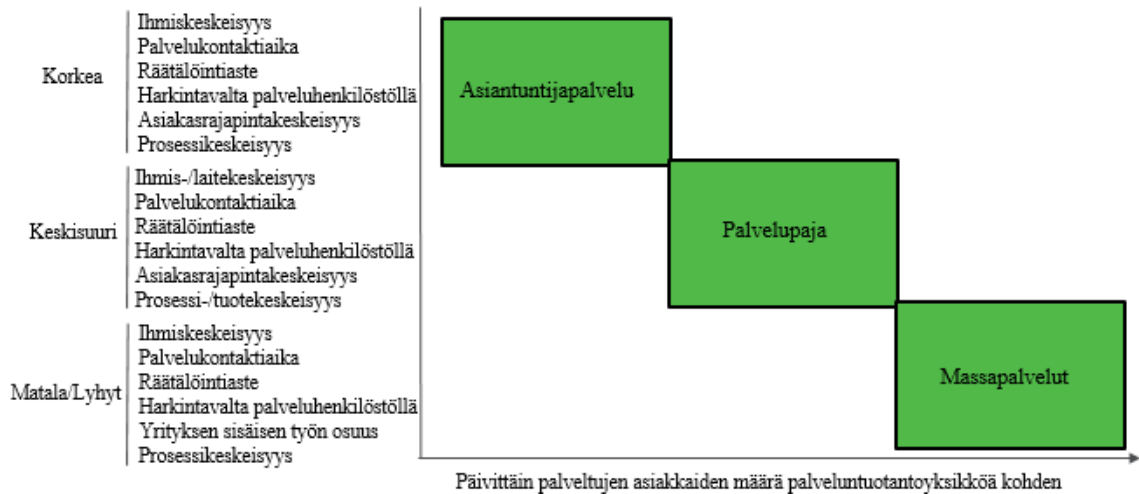 Korkea
Ihmiskeskeisyys
Palvelukontaktiaika
Räätälöintiaste
Harkintavalta palveluhenkilöstöllä
Asiakasrajapintakeskeisyys
Prosessikeskeisyys
Asiantuntijapalvelu
Keskisuuri
Ihmis-/laitekeskeisyys
Palvelukontaktiaika
Räätälöintiaste
Harkintavalta palveluhenkilöstöllä
Asiakasrajapintakeskeisyys
Prosessi-/tuotekeskeisyys
Palvelupaja
Matala/Lyhyt
Ihmiskeskeisyys
Palvelukontaktiaika
Räätälöintiaste
Harkintavalta palveluhenkilöstöllä
Yrityksen sisäisen työn osuus
Prosessikeskeisyys
Massapalvelut
Päivittäin palveltujen asiakkaiden määrä palveluntuotantoyksikköä kohden